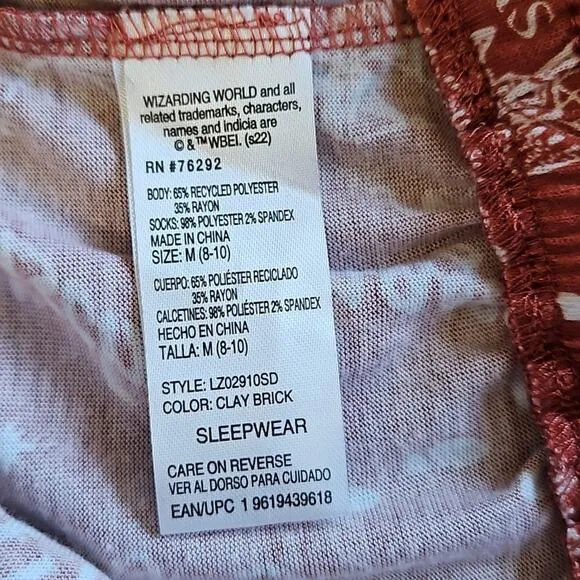 WIZARDING WORLD and all
related trademarks, characters,
names and indicia are
© & ™WBEI. (s22)
RN #76292
BODY: 65% RECYCLED POLYESTER
35% RAYON
SOCKS: 98% POLYESTER 2% SPANDEX
MADE IN CHINA
SIZE: M (8-10)
CUERPO: 65% POLIÉSTER RECICLADO
35% RAYON
CALCETINES: 98% POLIÉSTER 2% SPANDEX
HECHO EN CHINA
TALLA: M (8-10)
STYLE: LZ02910SD
COLOR: CLAY BRICK
SLEEPWEAR
CARE ON REVERSE
VER AL DORSO PARA CUIDADO
EAN/UPC 1 9619439618